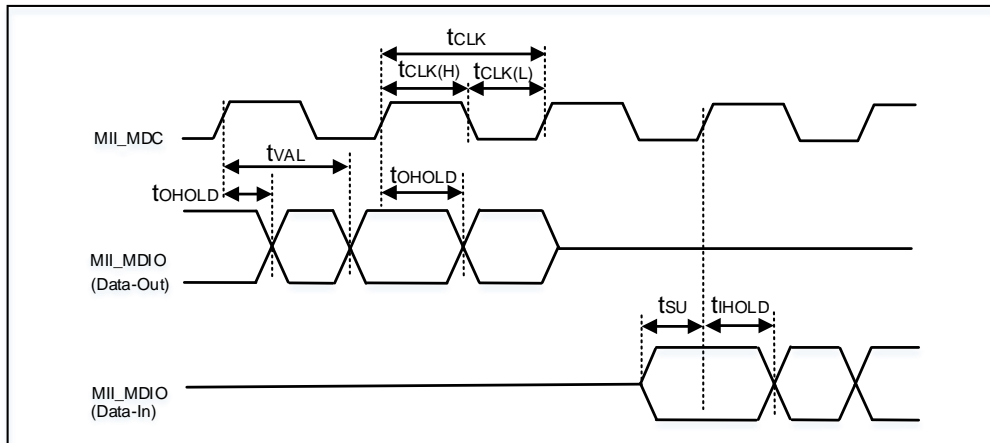 tCLK
tCLK(H) tCLK(L)
MII_MDC
tVAL
tOHOLD tOHOLD
MII_MDIO
(Data-Out)
tSU tIHOLD
MII_MDIO
(Data-In)